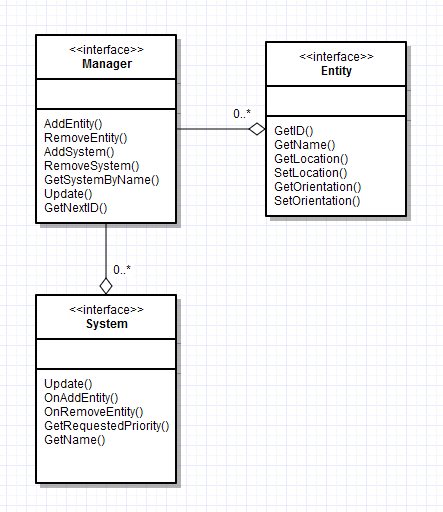 <<interface>>
Manager
AddEntity()
RemoveEntity()
AddSystem()
RemoveSystem()
GetSystemByName()
Update()
GetNextID()
0..*
<<interface>>
Entity
GetID()
GetName()
GetLocation()
SetLocation()
GetOrientation()
SetOrientation()
0..*
<<interface>>
System
Update()
OnAddEntity()
OnRemoveEntity()
GetRequestedPriority()
GetName()